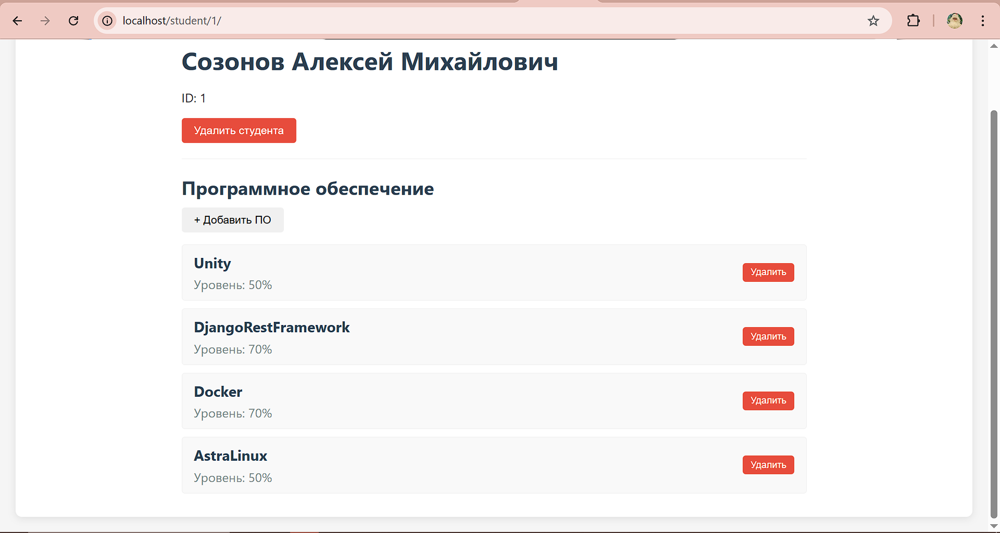 localhost/student/1/
Созонов Алексей Михайлович
ID: 1
Удалить студента
Программное обеспечение
+ Добавить ПО
Unity
Уровень: 50%
Удалить
DjangoRestFramework
Уровень: 70%
Удалить
Docker
Уровень: 70%
Удалить
AstraLinux
Уровень: 50%
Удалить